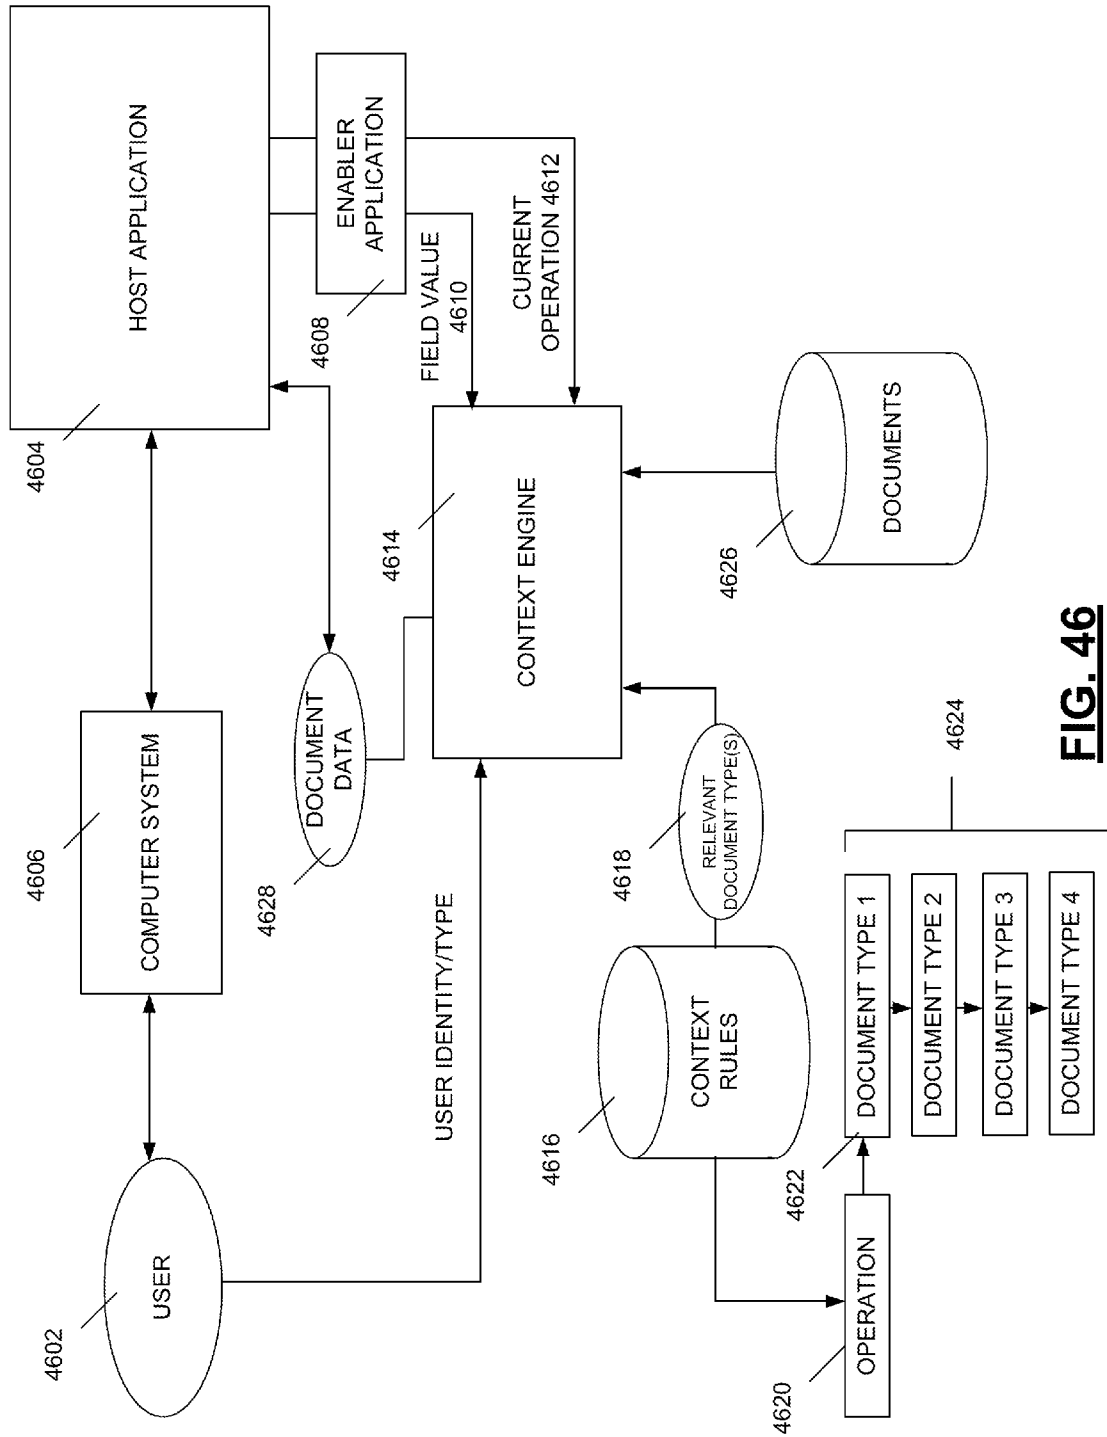 4602
USER
4606
COMPUTER SYSTEM
4604
HOST APPLICATION
4608
ENABLER
APPLICATION
4628
DOCUMENT
DATA
FIELD VALUE
4610
CURRENT
OPERATION 4612
USER IDENTITY/TYPE
4614
CONTEXT ENGINE
4616
CONTEXT
RULES
4618
RELEVANT
DOCUMENT TYPE(S)
4626
DOCUMENTS
4620
OPERATION
4622
DOCUMENT TYPE 1
DOCUMENT TYPE 2
DOCUMENT TYPE 3
DOCUMENT TYPE 4
4624
FIG. 46